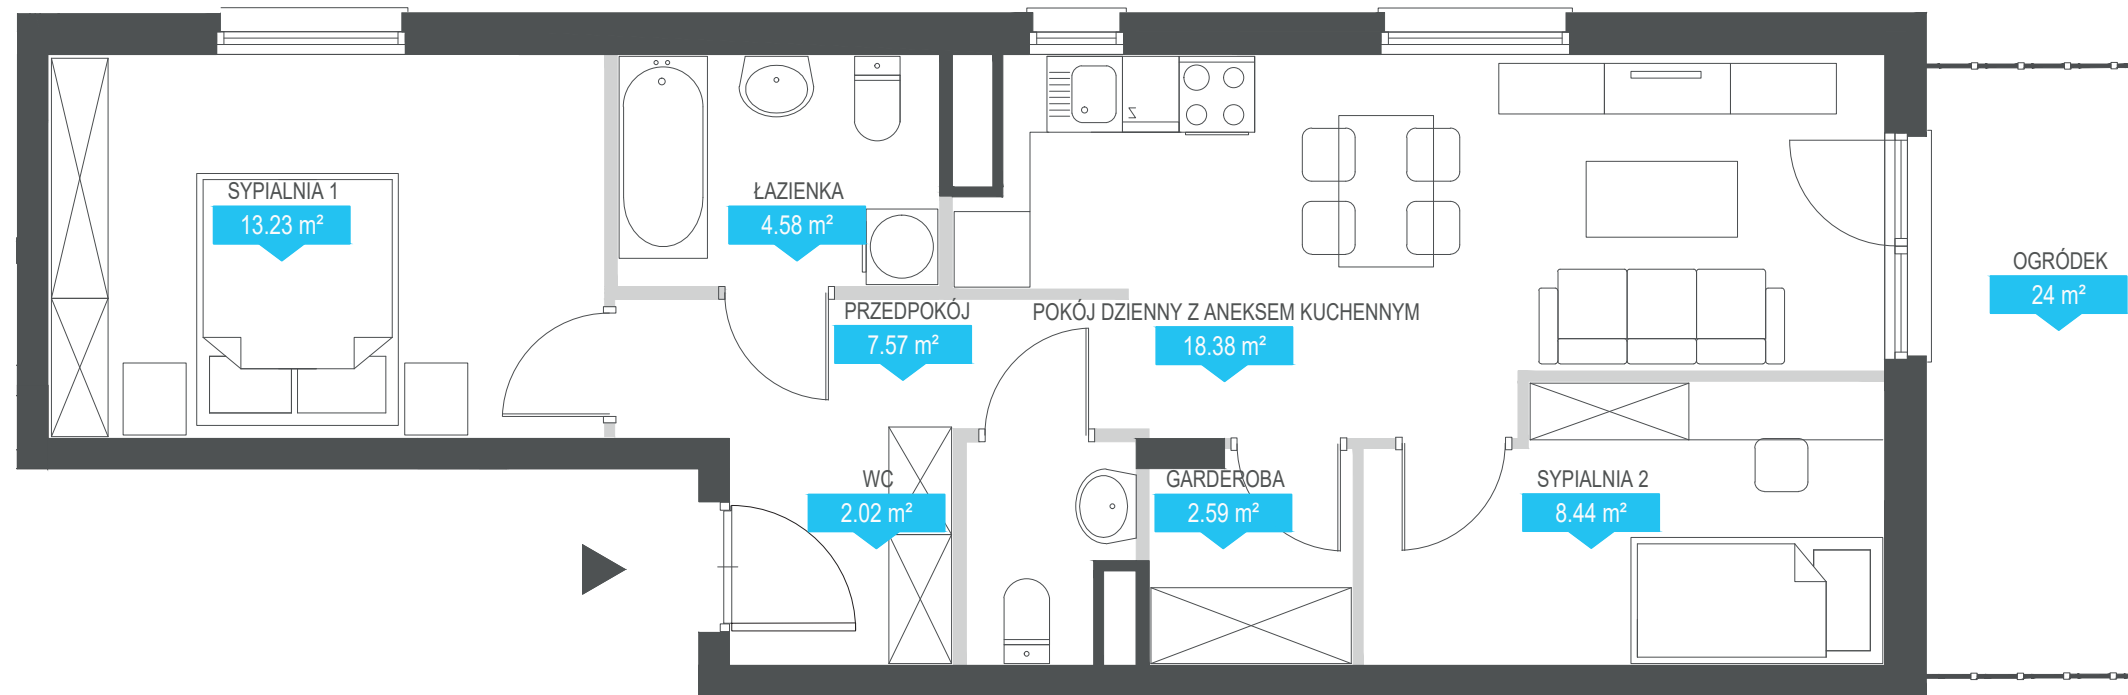 SYPIALNIA 1
13.23 m²
ŁAZIENKA
4.58 m²
PRZEDPOKÓJ
7.57 m²
POKÓJ DZIENNY Z ANEKSEM KUCHENNYM
18.38 m²
OGRÓDEK
24 m²
WC
2.02 m²
GARDEROBA
2.59 m²
SYPIALNIA 2
8.44 m²
Z